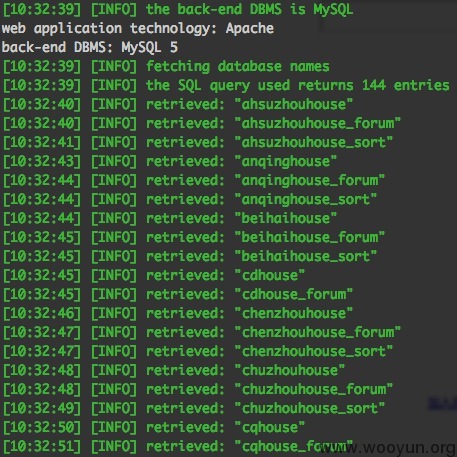 [10:32:39] [INFO] the back-end DBMS is MySQL
web application technology: Apache
back-end DBMS: MySQL 5
[10:32:39] [INFO] fetching database names
[10:32:39] [INFO] the SQL query used returns 144 entries
[10:32:40] [INFO] retrieved: "ahsuzhouhouse"
[10:32:40] [INFO] retrieved: "ahsuzhouhouse_forum"
[10:32:41] [INFO] retrieved: "ahsuzhouhouse_sort"
[10:32:43] [INFO] retrieved: "anqinghouse"
[10:32:44] [INFO] retrieved: "anqinghouse_forum"
[10:32:44] [INFO] retrieved: "anqinghouse_sort"
[10:32:44] [INFO] retrieved: "beihaihouse"
[10:32:45] [INFO] retrieved: "beihaihouse_forum"
[10:32:45] [INFO] retrieved: "beihaihouse_sort"
[10:32:45] [INFO] retrieved: "cdhouse"
[10:32:45] [INFO] retrieved: "cdhouse_forum"
[10:32:46] [INFO] retrieved: "chenzhouhouse"
[10:32:47] [INFO] retrieved: "chenzhouhouse_forum"
[10:32:47] [INFO] retrieved: "chenzhouhouse_sort"
[10:32:48] [INFO] retrieved: "chuzhouhouse"
[10:32:48] [INFO] retrieved: "chuzhouhouse_forum"
[10:32:49] [INFO] retrieved: "chuzhouhouse_sort"
[10:32:50] [INFO] retrieved: "cqhouse"
[10:32:51] [INFO] retrieved: "cqhouse_forum"
www.wooyun.org